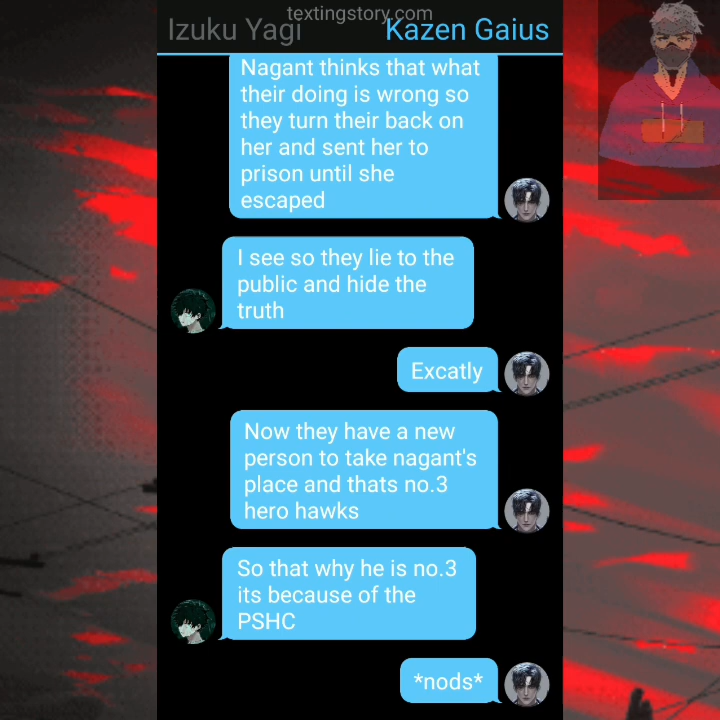 textingstory.com
Izuku Yagi
Kazen Gaius
Nagant thinks that what
their doing is wrong so
they turn their back on
her and sent her to
prison until she
escaped
I see so they lie to the
public and hide the
truth
Excatly
Now they have a new
person to take nagant's
place and thats no.3
hero hawks
So that why he is no.3
its because of the
PSHC
*nods*